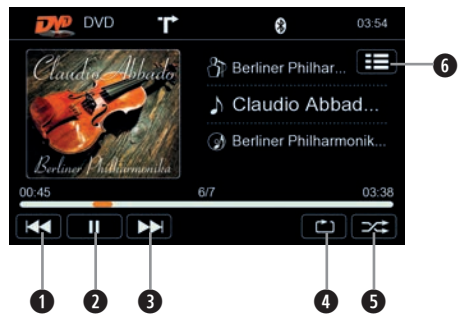 DVD DVD 03:54
Claudio Abbado
Berliner Philharmonika
Berliner Philhar...
Claudio Abbad...
Berliner Philharmonik...
00:45 6/7 03:38
6
1 2 3 4 5